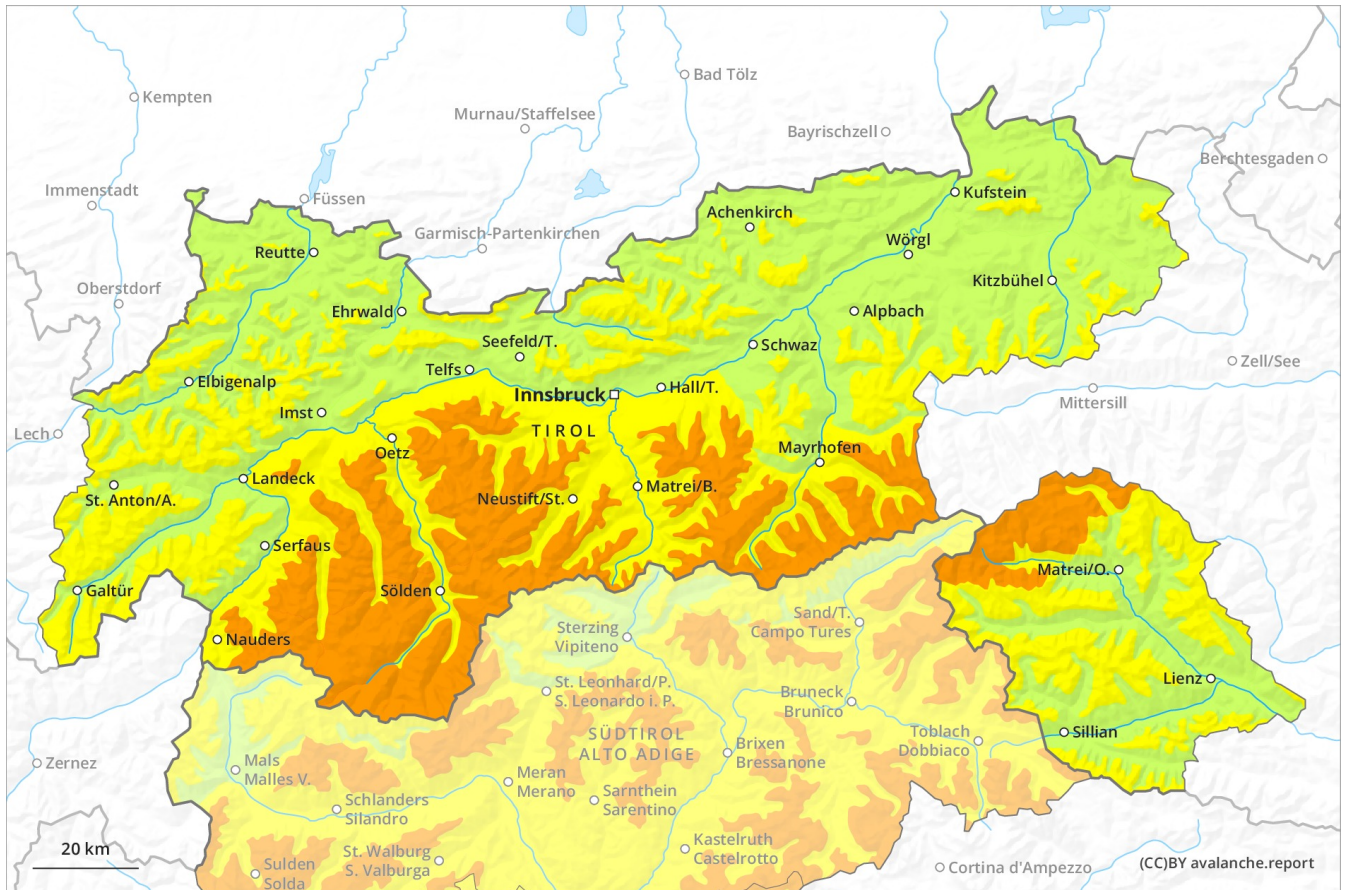 Bad Tölz
Kempten
Murnau/Staffelsee
Bayrischzell
Berchtesgaden
Immenstadt
Füssen
Kufstein
Achenkirch
Garmisch-Partenkirchen
Wörgl
Reutte
Oberstdorf
Kitzbühel
Ehrwald
Alpbach
Seefeld/T.
Schwaz
Zell/See
Telfs
Elbigenalp
Hall/T.
Innsbruck
Mittersill
Imst
Lech
TIROL
Mayrhofen
Oetz
Landeck
Matrei/B.
St. Anton/A.
Neustift/St.
Serfaus
Matrei/O.
Galtür
Sölden
Sand/T.
Campo Tures
Sterzing
Vipiteno
Nauders
Lienz
St. Leonhard/P.
S. Leonardo i. P.
Bruneck
Brunico
SÜDTIROL
ALTO ADIGE
Toblach
Dobbiaco
Sillian
Brixen
Bressanone
Zernez
Mals
Malles V.
Meran
Merano
Sarnthein
Sarentino
Schlanders
Silandro
Kastelruth
Castelrotto
20 km
St. Walburg
S. Valburga
Sulden
Solda
Cortina d'Ampezzo
(CC)BY avalanche.report